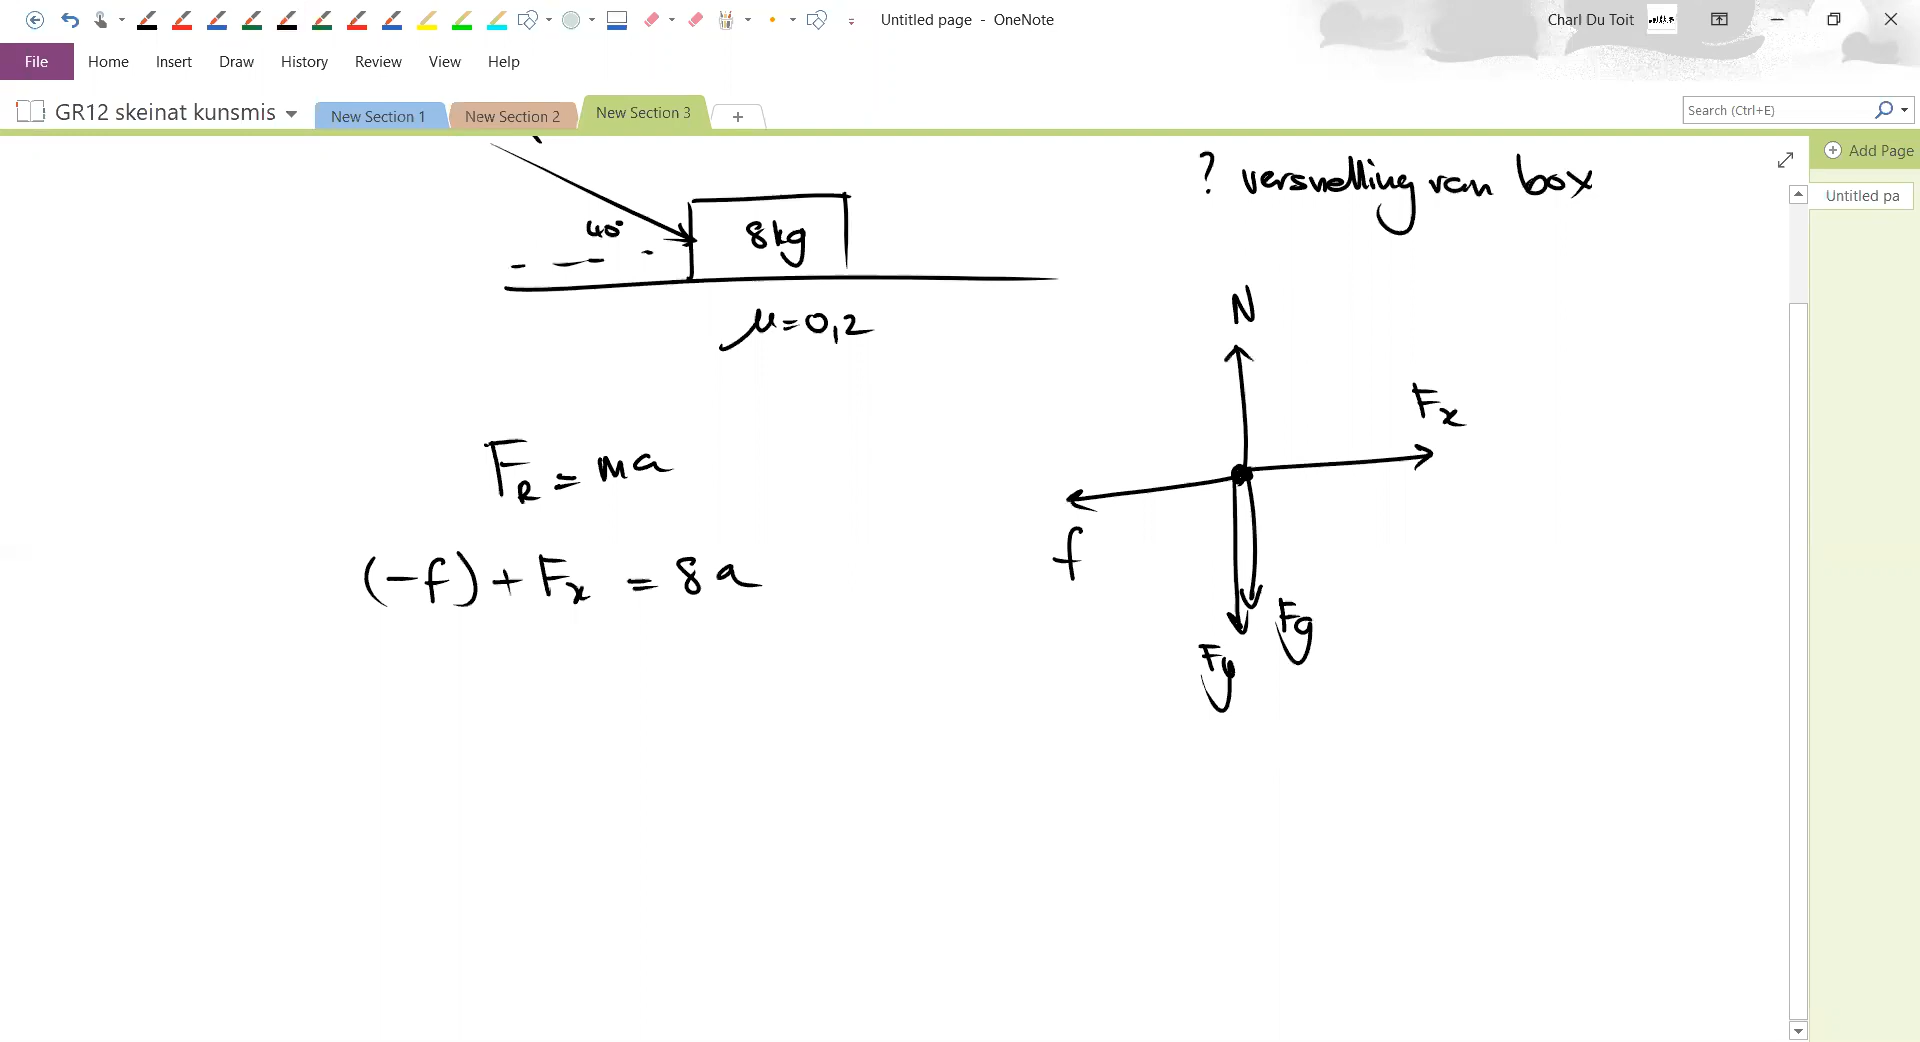 Untitled page - OneNote
Charl Du Toit
File Home Insert Draw History Review View Help
GR12 skeinat kunsmis
New Section 1
New Section 2
New Section 3
+
Search (Ctrl+E)
Add Page
Untitled pa
? versnelling van box
40°
8kg
μ=0,2
N
Fx
FR = ma
f
(-f) + Fx = 8a
Fg
Fy